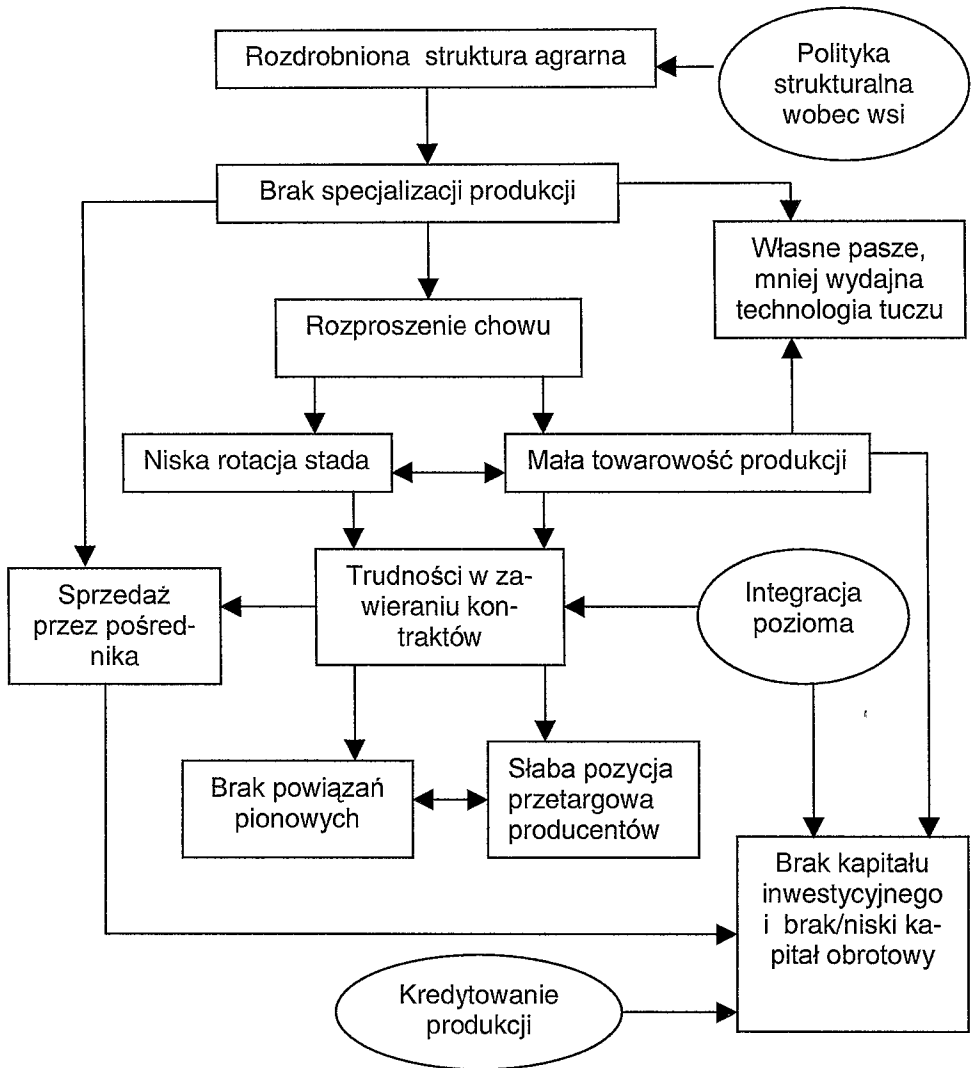 Rozdrobniona struktura agrarna
Polityka
strukturalna
wobec wsi
Brak specjalizacji produkcji
Własne pasze,
mniej wydajna
technologia tuczu
Rozproszenie chowu
Niska rotacja stada
Mała towarowość produkcji
Sprzedaż
przez pośred-
nika
Trudności w za-
wieraniu kon-
traktów
Integracja
pozioma
Brak powiązań
pionowych
Słaba pozycja
przetargowa
producentów
Brak kapitału
inwestycyjnego
i brak/niski ka-
pitał obrotowy
Kredytowanie
produkcji